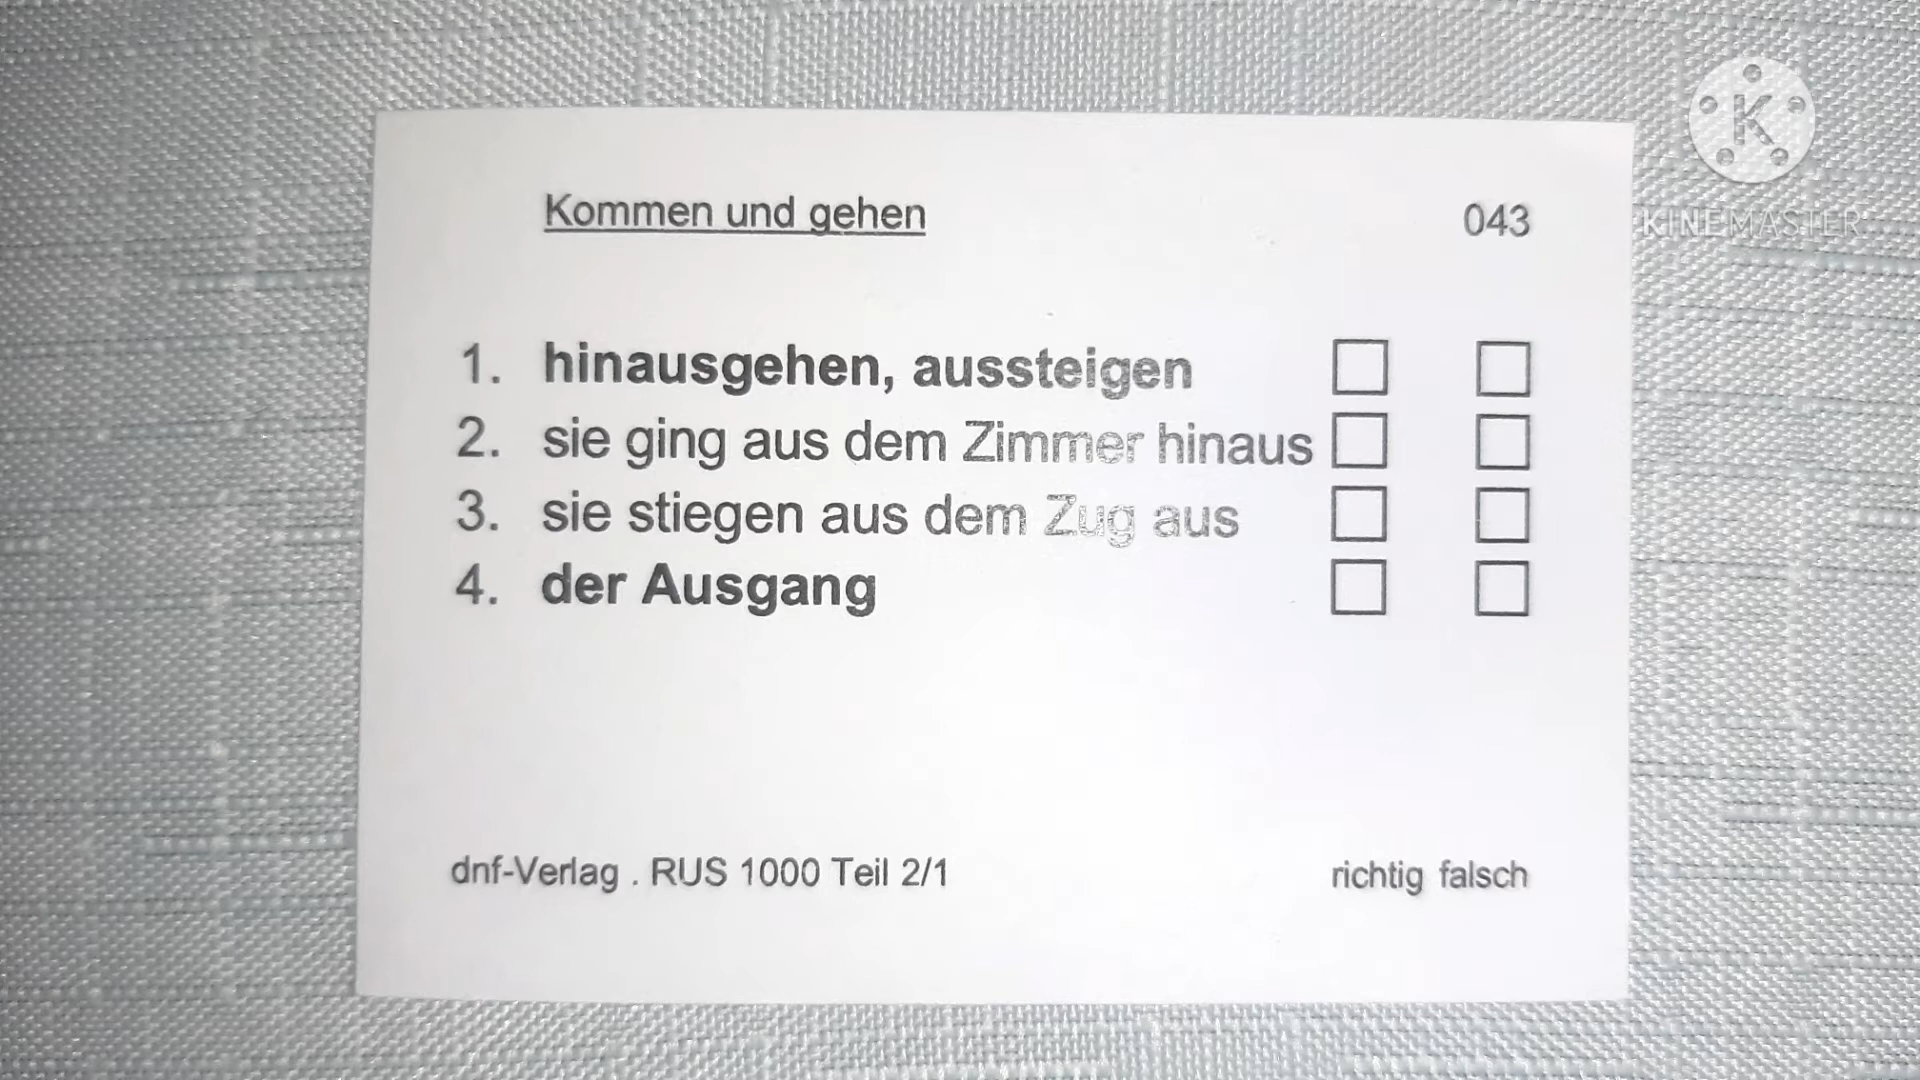 Kommen und gehen 043
1. hinausgehen, aussteigen
2. sie ging aus dem Zimmer hinaus
3. sie stiegen aus dem Zug aus
4. der Ausgang
dnf-Verlag . RUS 1000 Teil 2/1 richtig falsch
K
KINEMASTER